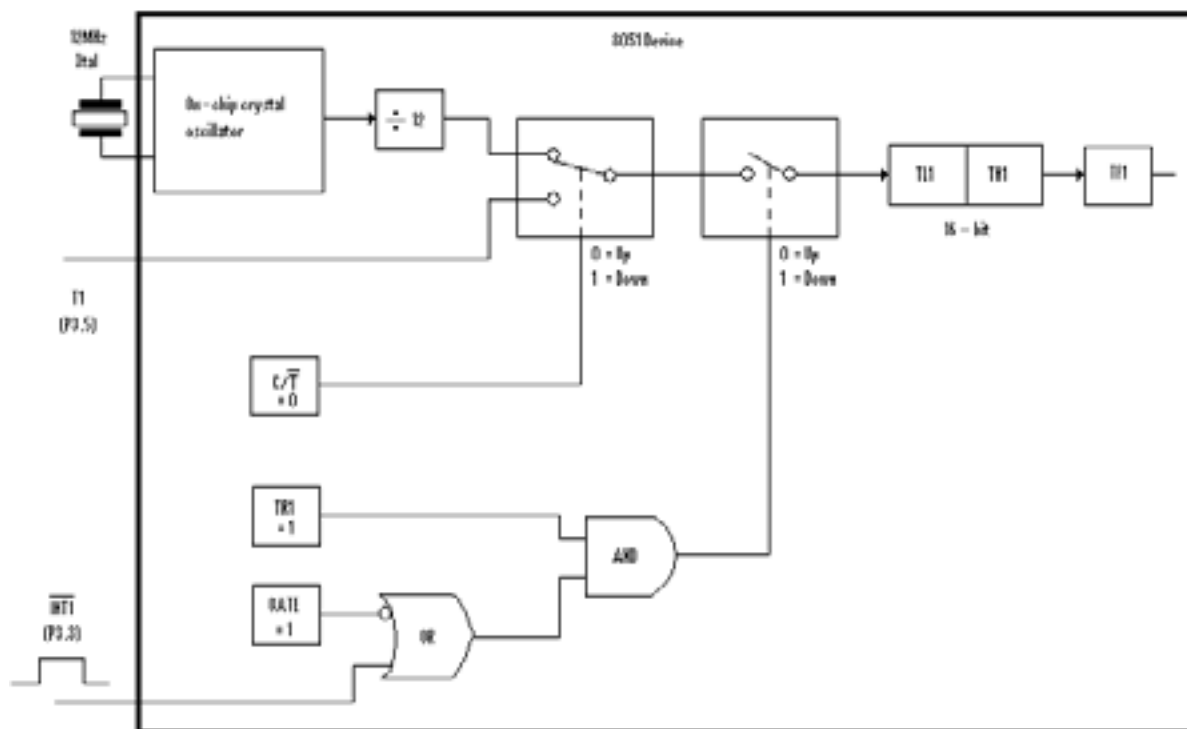 12MHz
Xtal
8051 Device
On-chip crystal
oscillator
÷ 12
TL1
TH1
TF1
16 - bit
0 = Up
1 = Down
0 = Up
1 = Down
T1
(P3.5)
C/T̅
= 0
TR1
= 1
AND
GATE
= 1
OR
I̅N̅T̅1̅
(P3.3)